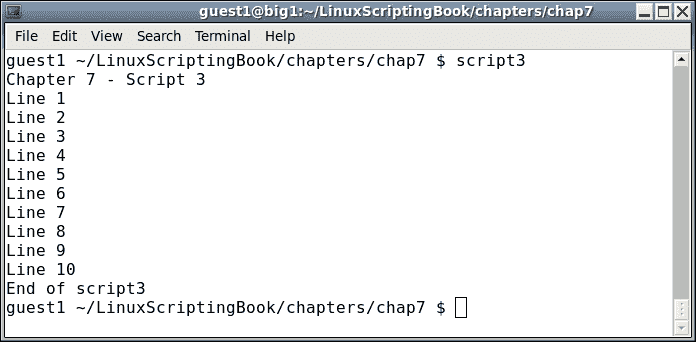 guest1@big1:~/LinuxScriptingBook/chapters/chap7
File Edit View Search Terminal Help
guest1 ~/LinuxScriptingBook/chapters/chap7 $ script3
Chapter 7 - Script 3
Line 1
Line 2
Line 3
Line 4
Line 5
Line 6
Line 7
Line 8
Line 9
Line 10
End of script3
guest1 ~/LinuxScriptingBook/chapters/chap7 $